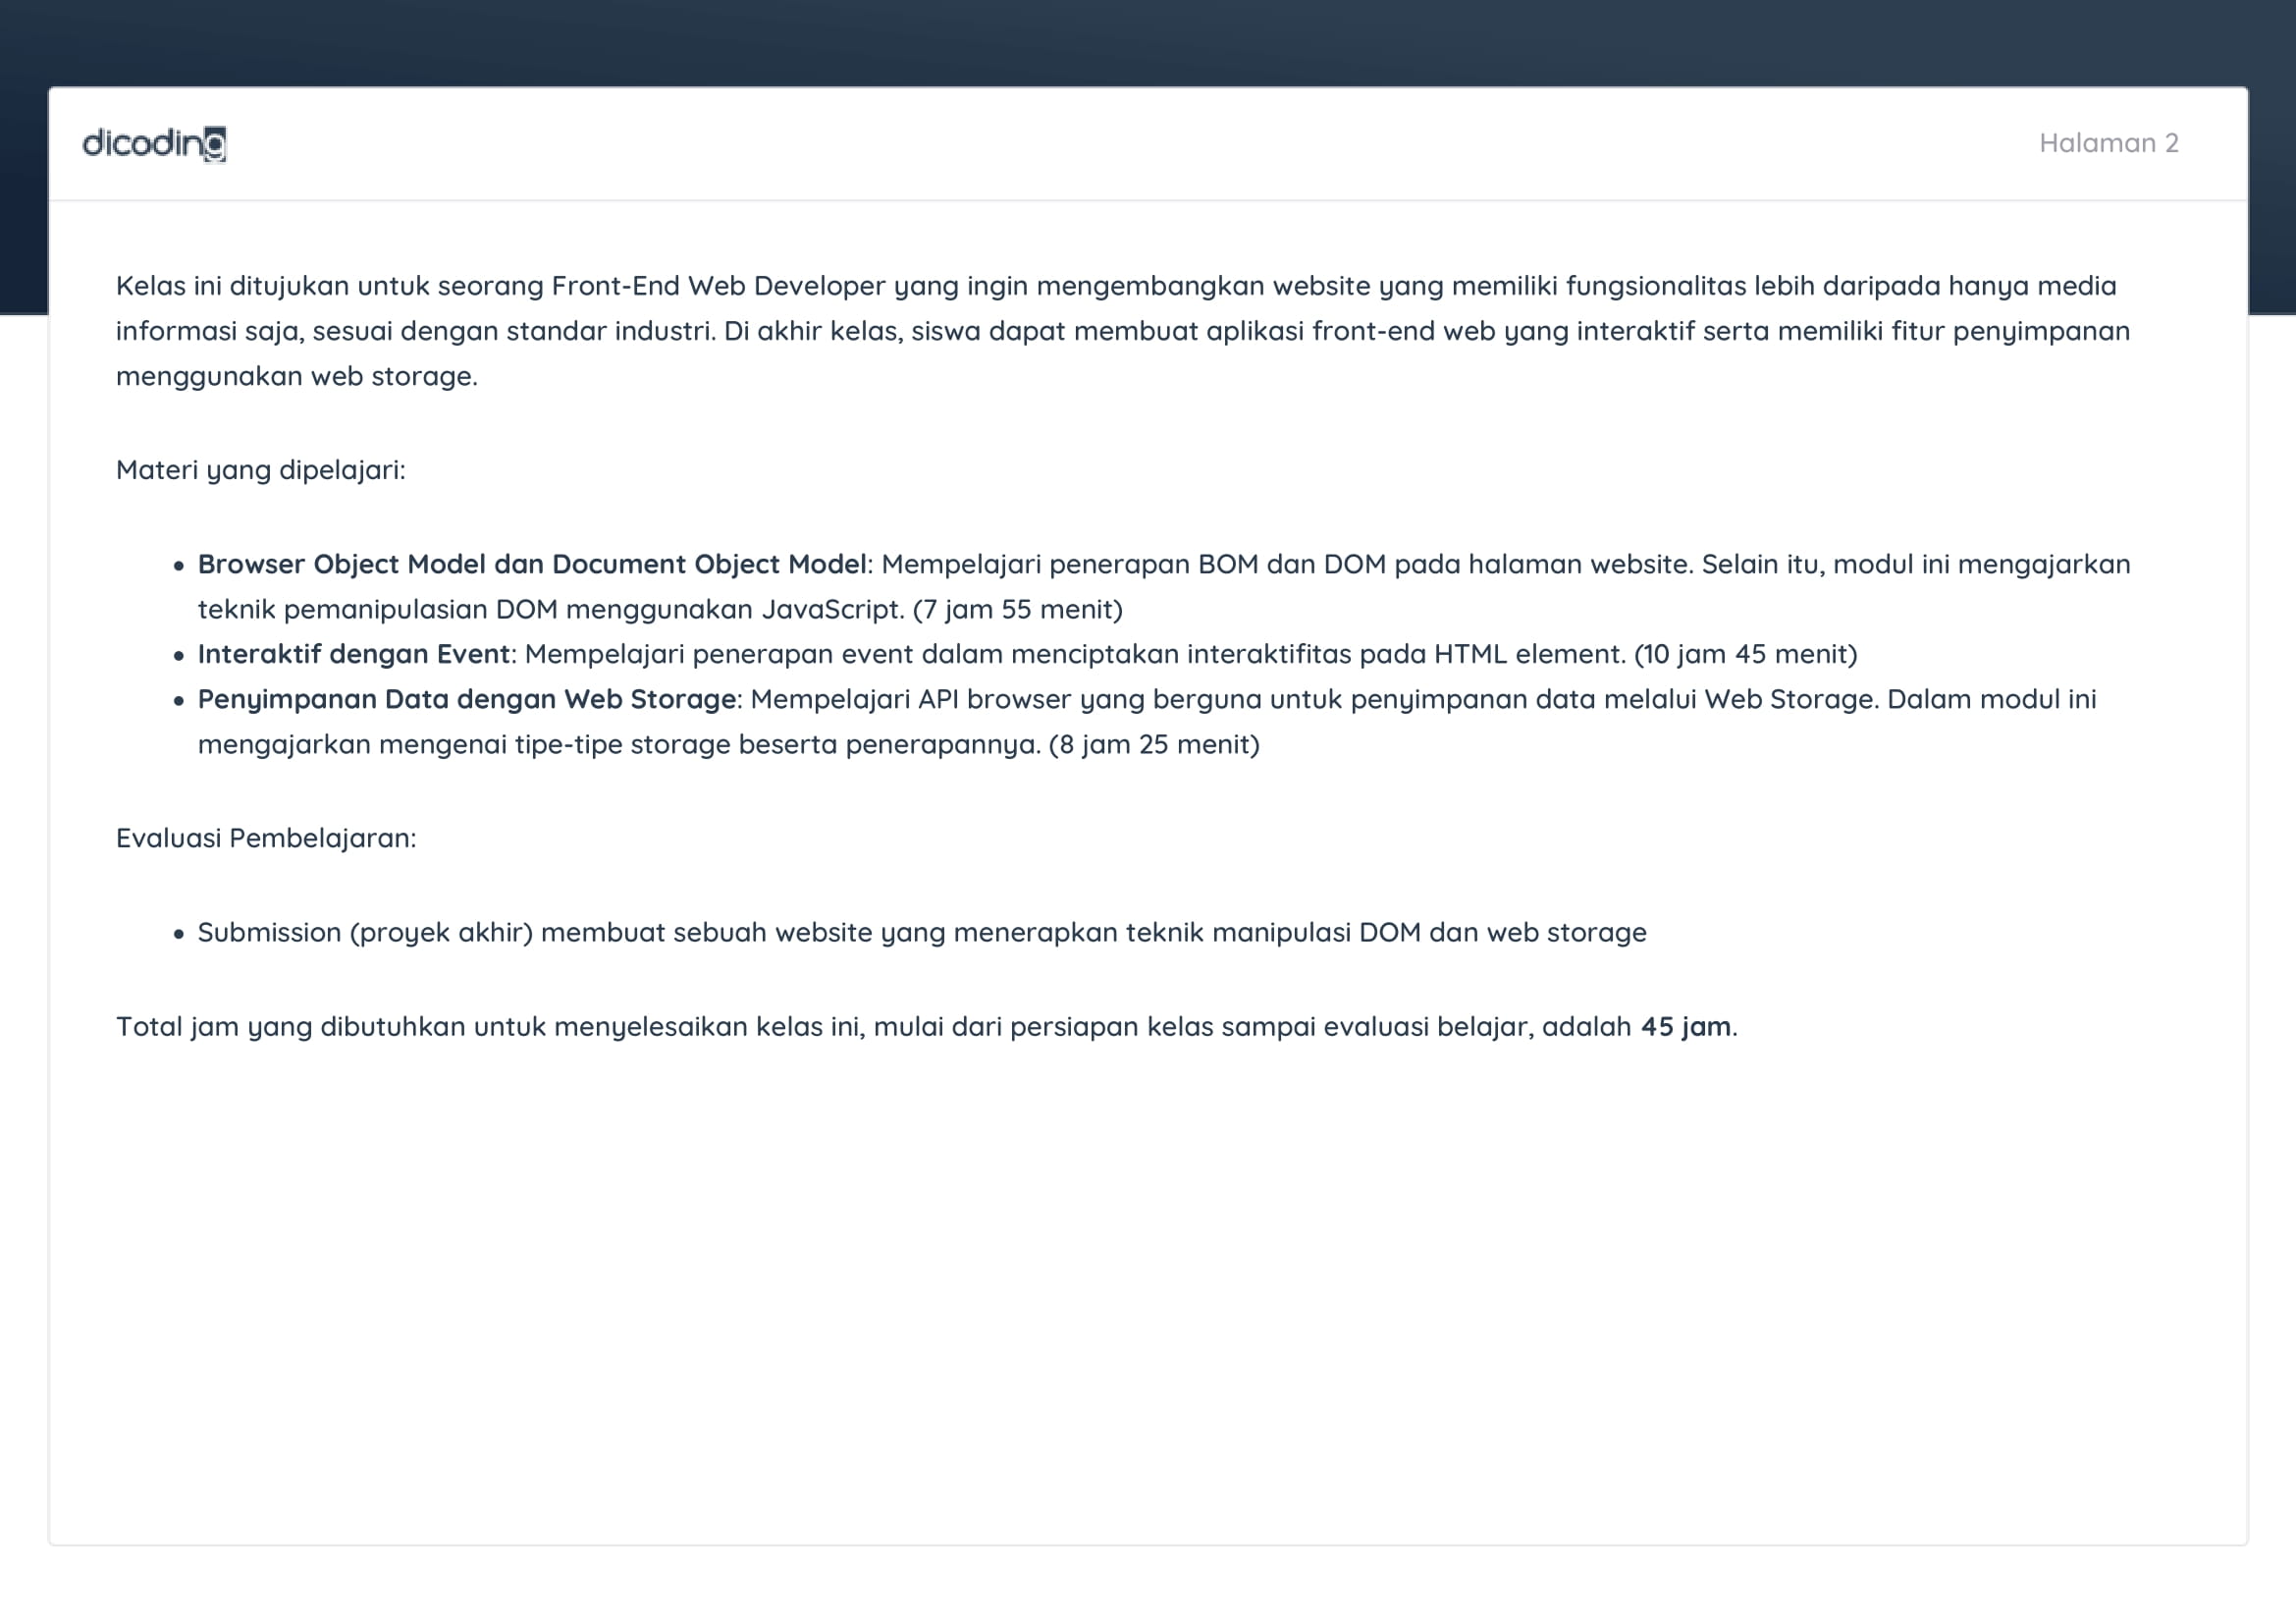 dicoding
Halaman 2
Kelas ini ditujukan untuk seorang Front-End Web Developer yang ingin mengembangkan website yang memiliki fungsionalitas lebih daripada hanya media
informasi saja, sesuai dengan standar industri. Di akhir kelas, siswa dapat membuat aplikasi front-end web yang interaktif serta memiliki fitur penyimpanan
menggunakan web storage.
Materi yang dipelajari:
• Browser Object Model dan Document Object Model: Mempelajari penerapan BOM dan DOM pada halaman website. Selain itu, modul ini mengajarkan
teknik pemanipulasian DOM menggunakan JavaScript. (7 jam 55 menit)
• Interaktif dengan Event: Mempelajari penerapan event dalam menciptakan interaktifitas pada HTML element. (10 jam 45 menit)
• Penyimpanan Data dengan Web Storage: Mempelajari API browser yang berguna untuk penyimpanan data melalui Web Storage. Dalam modul ini
mengajarkan mengenai tipe-tipe storage beserta penerapannya. (8 jam 25 menit)
Evaluasi Pembelajaran:
• Submission (proyek akhir) membuat sebuah website yang menerapkan teknik manipulasi DOM dan web storage
Total jam yang dibutuhkan untuk menyelesaikan kelas ini, mulai dari persiapan kelas sampai evaluasi belajar, adalah 45 jam.